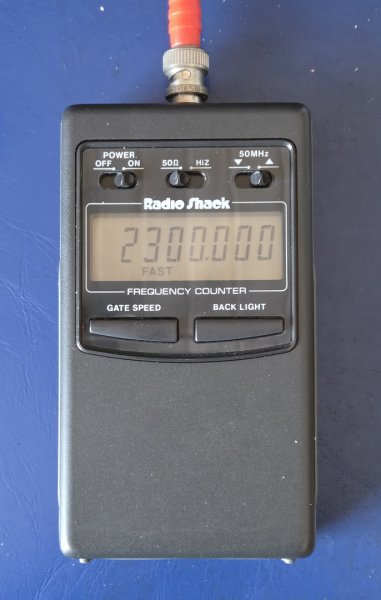 POWER
OFF ON
50Ω HiZ
50MHz
▼ ▲
Radio Shack
2300.000
FAST
FREQUENCY COUNTER
GATE SPEED BACK LIGHT